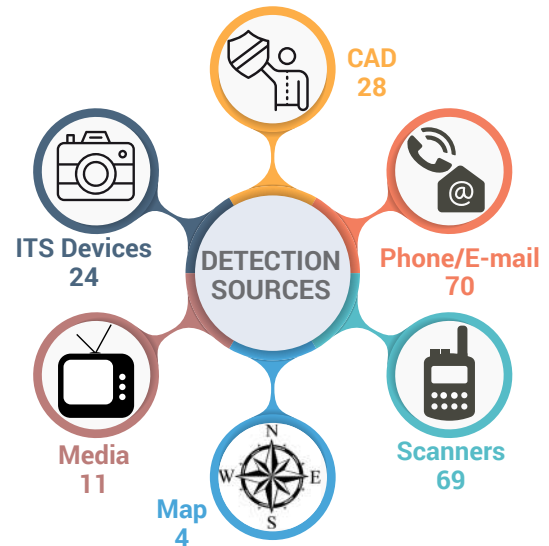 CAD
28
@
Phone/E-mail
70
ITS Devices
24
DETECTION
SOURCES
Media
11
Scanners
69
Map
4
N
W
E
S